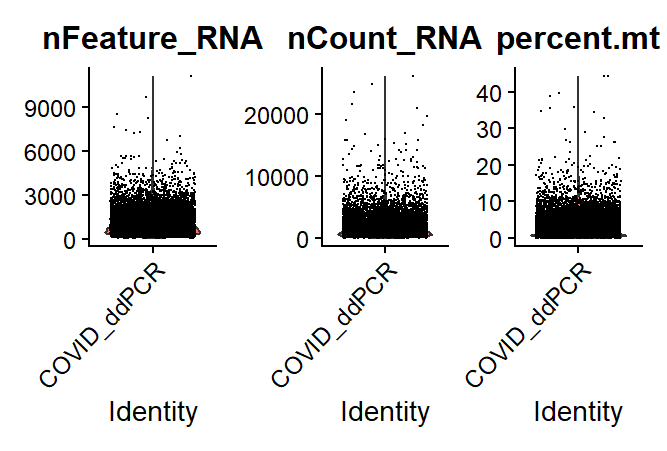 nFeature_RNA
9000
6000
3000
0
COVID_ddPCR
Identity
nCount_RNA
20000
10000
0
COVID_ddPCR
Identity
percent.mt
40
30
20
10
0
COVID_ddPCR
Identity